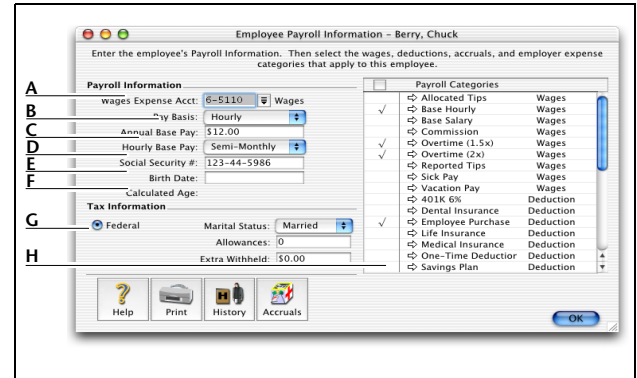 Employee Payroll Information – Berry, Chuck
Enter the employee's Payroll Information. Then select the wages, deductions, accruals, and employer expense
categories that apply to this employee.
Payroll Information
A
Wages Expense Acct: 6-5110 Wages
B
Pay Basis: Hourly
C
Annual Base Pay: $12.00
D
Hourly Base Pay: Semi-Monthly
E
Social Security #: 123-44-5986
F
Birth Date:
Calculated Age:
Tax Information
G
Federal
Marital Status: Married
Allowances: 0
Extra Withheld: $0.00
H
Payroll Categories
Allocated Tips Wages
√ Base Hourly Wages
Base Salary Wages
Commission Wages
√ Overtime (1.5x) Wages
√ Overtime (2x) Wages
Reported Tips Wages
Sick Pay Wages
Vacation Pay Wages
401K 6% Deduction
Dental Insurance Deduction
√ Employee Purchase Deduction
Life Insurance Deduction
Medical Insurance Deduction
One-Time Deductior Deduction
Savings Plan Deduction
Help Print History Accruals
OK